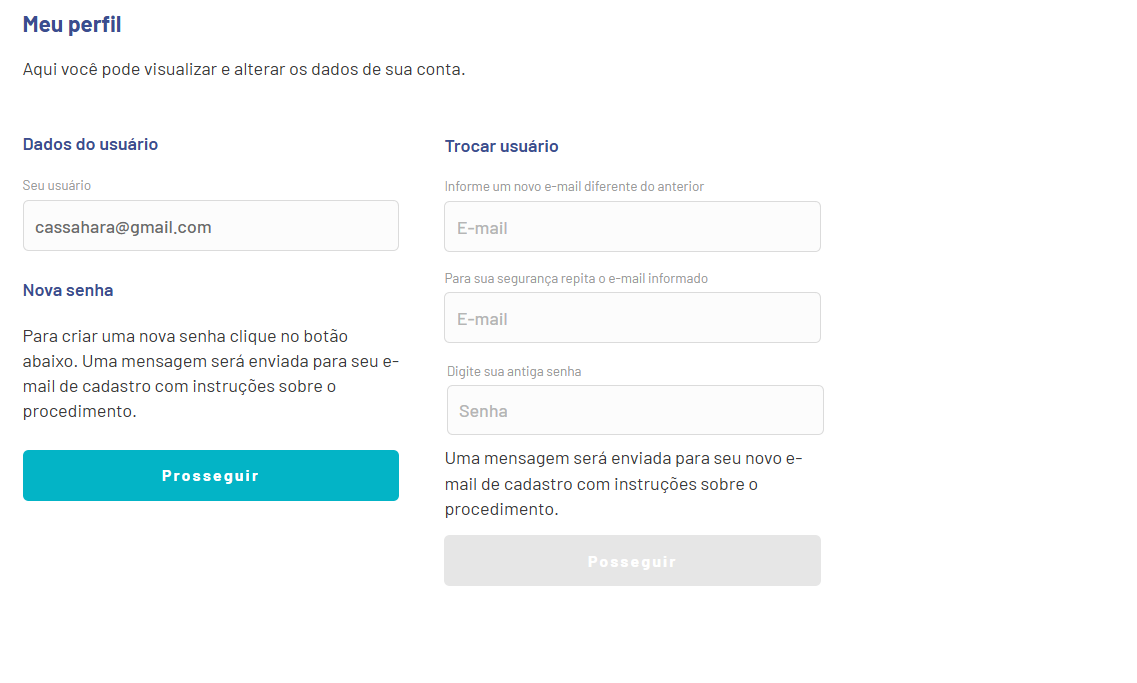 Meu perfil
Aqui você pode visualizar e alterar os dados de sua conta.
Dados do usuário
Seu usuário
cassahara@gmail.com
Nova senha
Para criar uma nova senha clique no botão
abaixo. Uma mensagem será enviada para seu e-
mail de cadastro com instruções sobre o
procedimento.
Prosseguir
Trocar usuário
Informe um novo e-mail diferente do anterior
E-mail
Para sua segurança repita o e-mail informado
E-mail
Digite sua antiga senha
Senha
Uma mensagem será enviada para seu novo e-
mail de cadastro com instruções sobre o
procedimento.
Posseguir